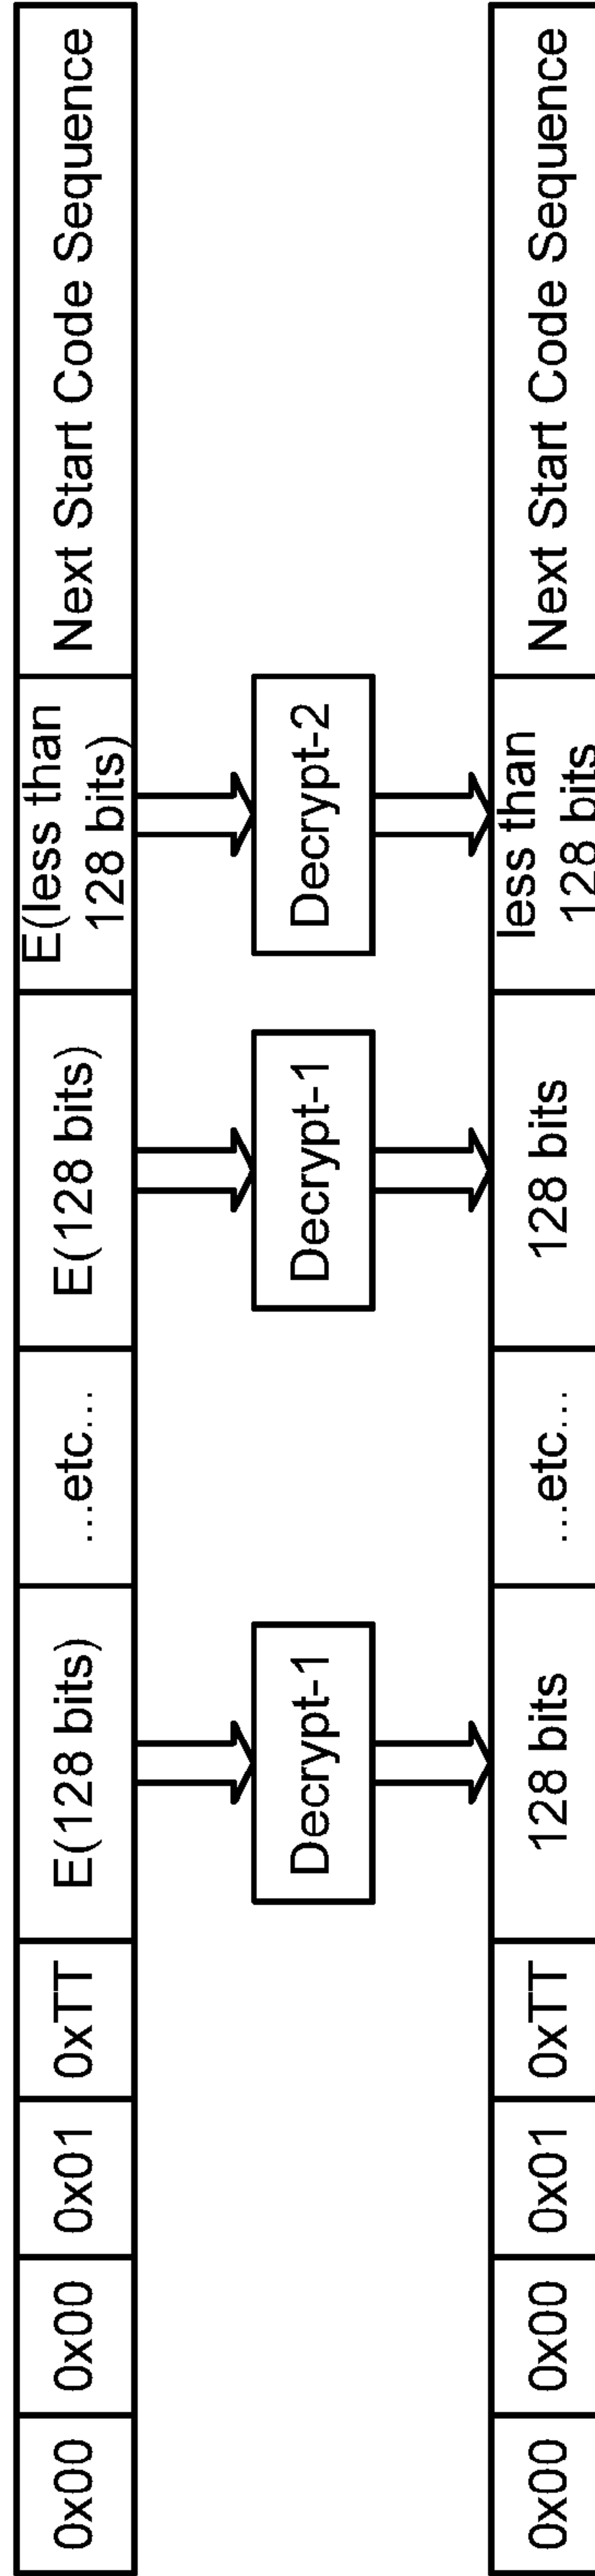 0x00
0x00
0x01
0xTT
E(128 bits)
...etc...
E(128 bits)
E(less than
128 bits)
Next Start Code Sequence
Decrypt-1
Decrypt-1
Decrypt-2
0x00
0x00
0x01
0xTT
128 bits
...etc...
128 bits
less than
128 bits
Next Start Code Sequence